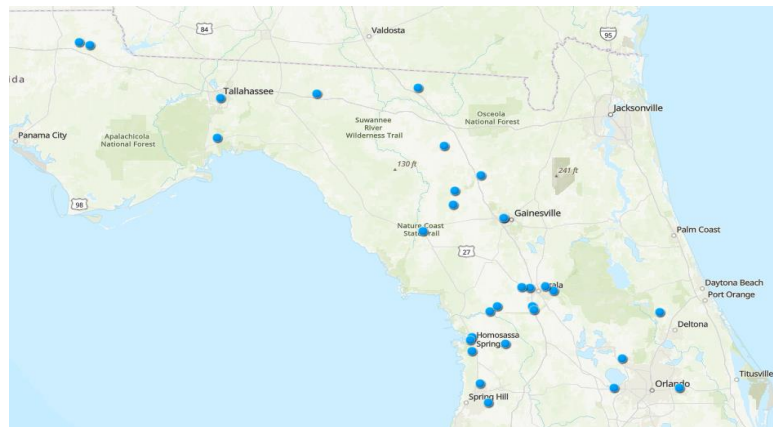 84
Valdosta
95
ida
Tallahassee
Jacksonville
Osceola
National Forest
Suwannee
River
Wilderness Trail
Panama City
Apalachicola
National Forest
130 ft
241 ft
98
Gainesville
Nature Coast
State Trail
Palm Coast
27
Daytona Beach
Port Orange
ala
Deltona
Homosassa
Spring
Titusville
Orlando
Spring Hill